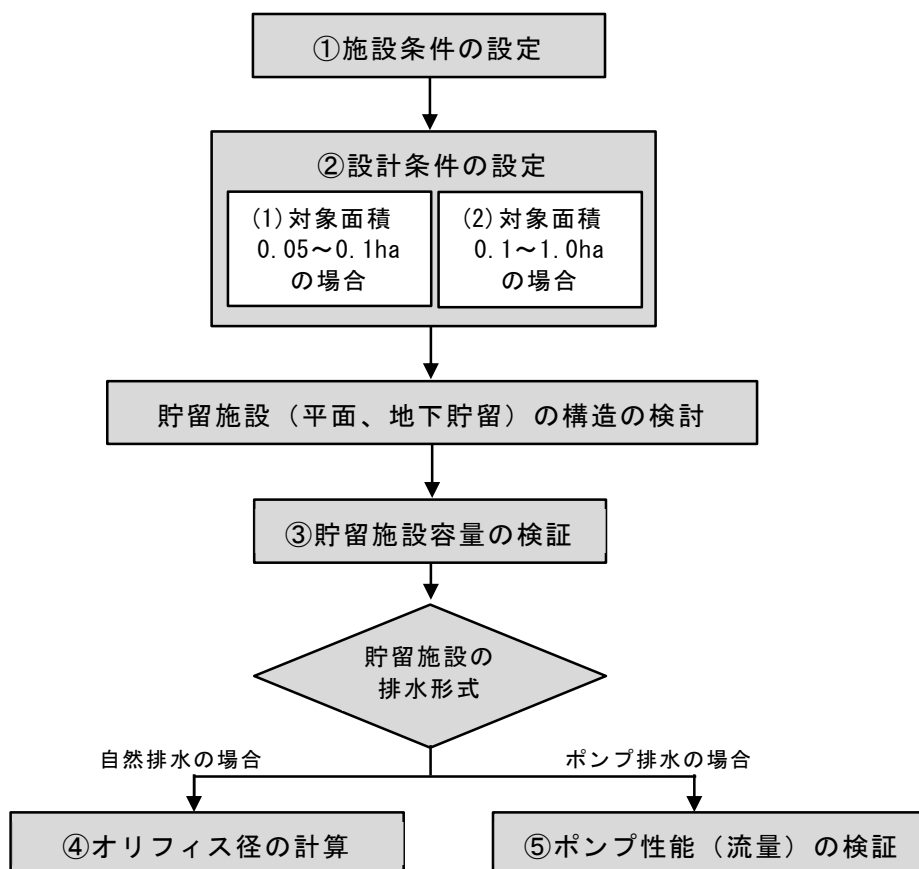 ①施設条件の設定
②設計条件の設定
(1)対象面積
0.05～0.1ha
の場合
(2)対象面積
0.1～1.0ha
の場合
貯留施設（平面、地下貯留）の構造の検討
③貯留施設容量の検証
貯留施設の
排水形式
自然排水の場合
ポンプ排水の場合
④オリフィス径の計算
⑤ポンプ性能（流量）の検証